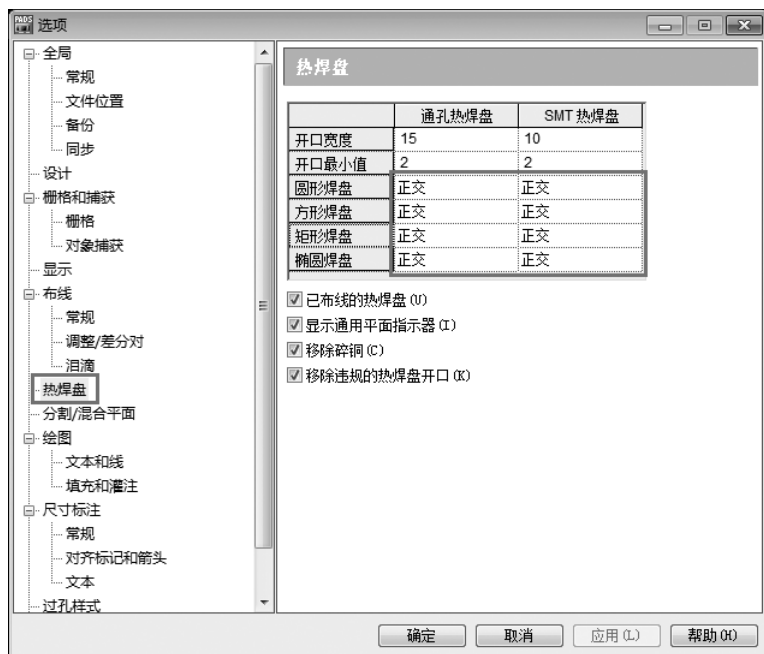 PADS 选项
全局
常规
文件位置
备份
同步
设计
栅格和捕获
栅格
对象捕获
显示
布线
常规
调整/差分对
泪滴
热焊盘
分割/混合平面
绘图
文本和线
填充和灌注
尺寸标注
常规
对齐标记和箭头
文本
过孔样式
热焊盘
通孔热焊盘 SMT 热焊盘
开口宽度 15 10
开口最小值 2 2
圆形焊盘 正交 正交
方形焊盘 正交 正交
矩形焊盘 正交 正交
椭圆焊盘 正交 正交
已布线的热焊盘(U)
显示通用平面指示器(I)
移除碎铜(C)
移除违规的热焊盘开口(K)
确定 取消 应用(L) 帮助(H)